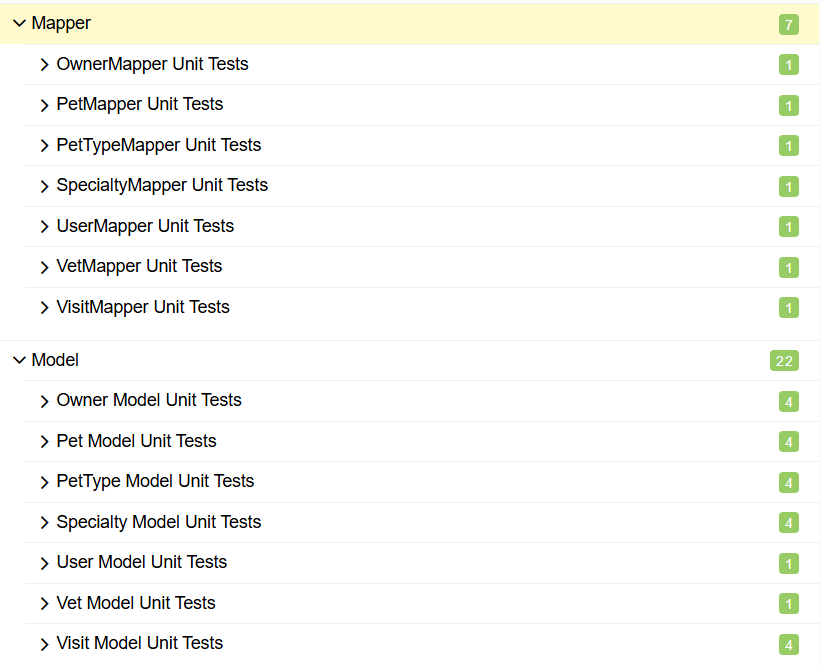 Mapper 7
OwnerMapper Unit Tests 1
PetMapper Unit Tests 1
PetTypeMapper Unit Tests 1
SpecialtyMapper Unit Tests 1
UserMapper Unit Tests 1
VetMapper Unit Tests 1
VisitMapper Unit Tests 1
Model 22
Owner Model Unit Tests 4
Pet Model Unit Tests 4
PetType Model Unit Tests 4
Specialty Model Unit Tests 4
User Model Unit Tests 1
Vet Model Unit Tests 1
Visit Model Unit Tests 4